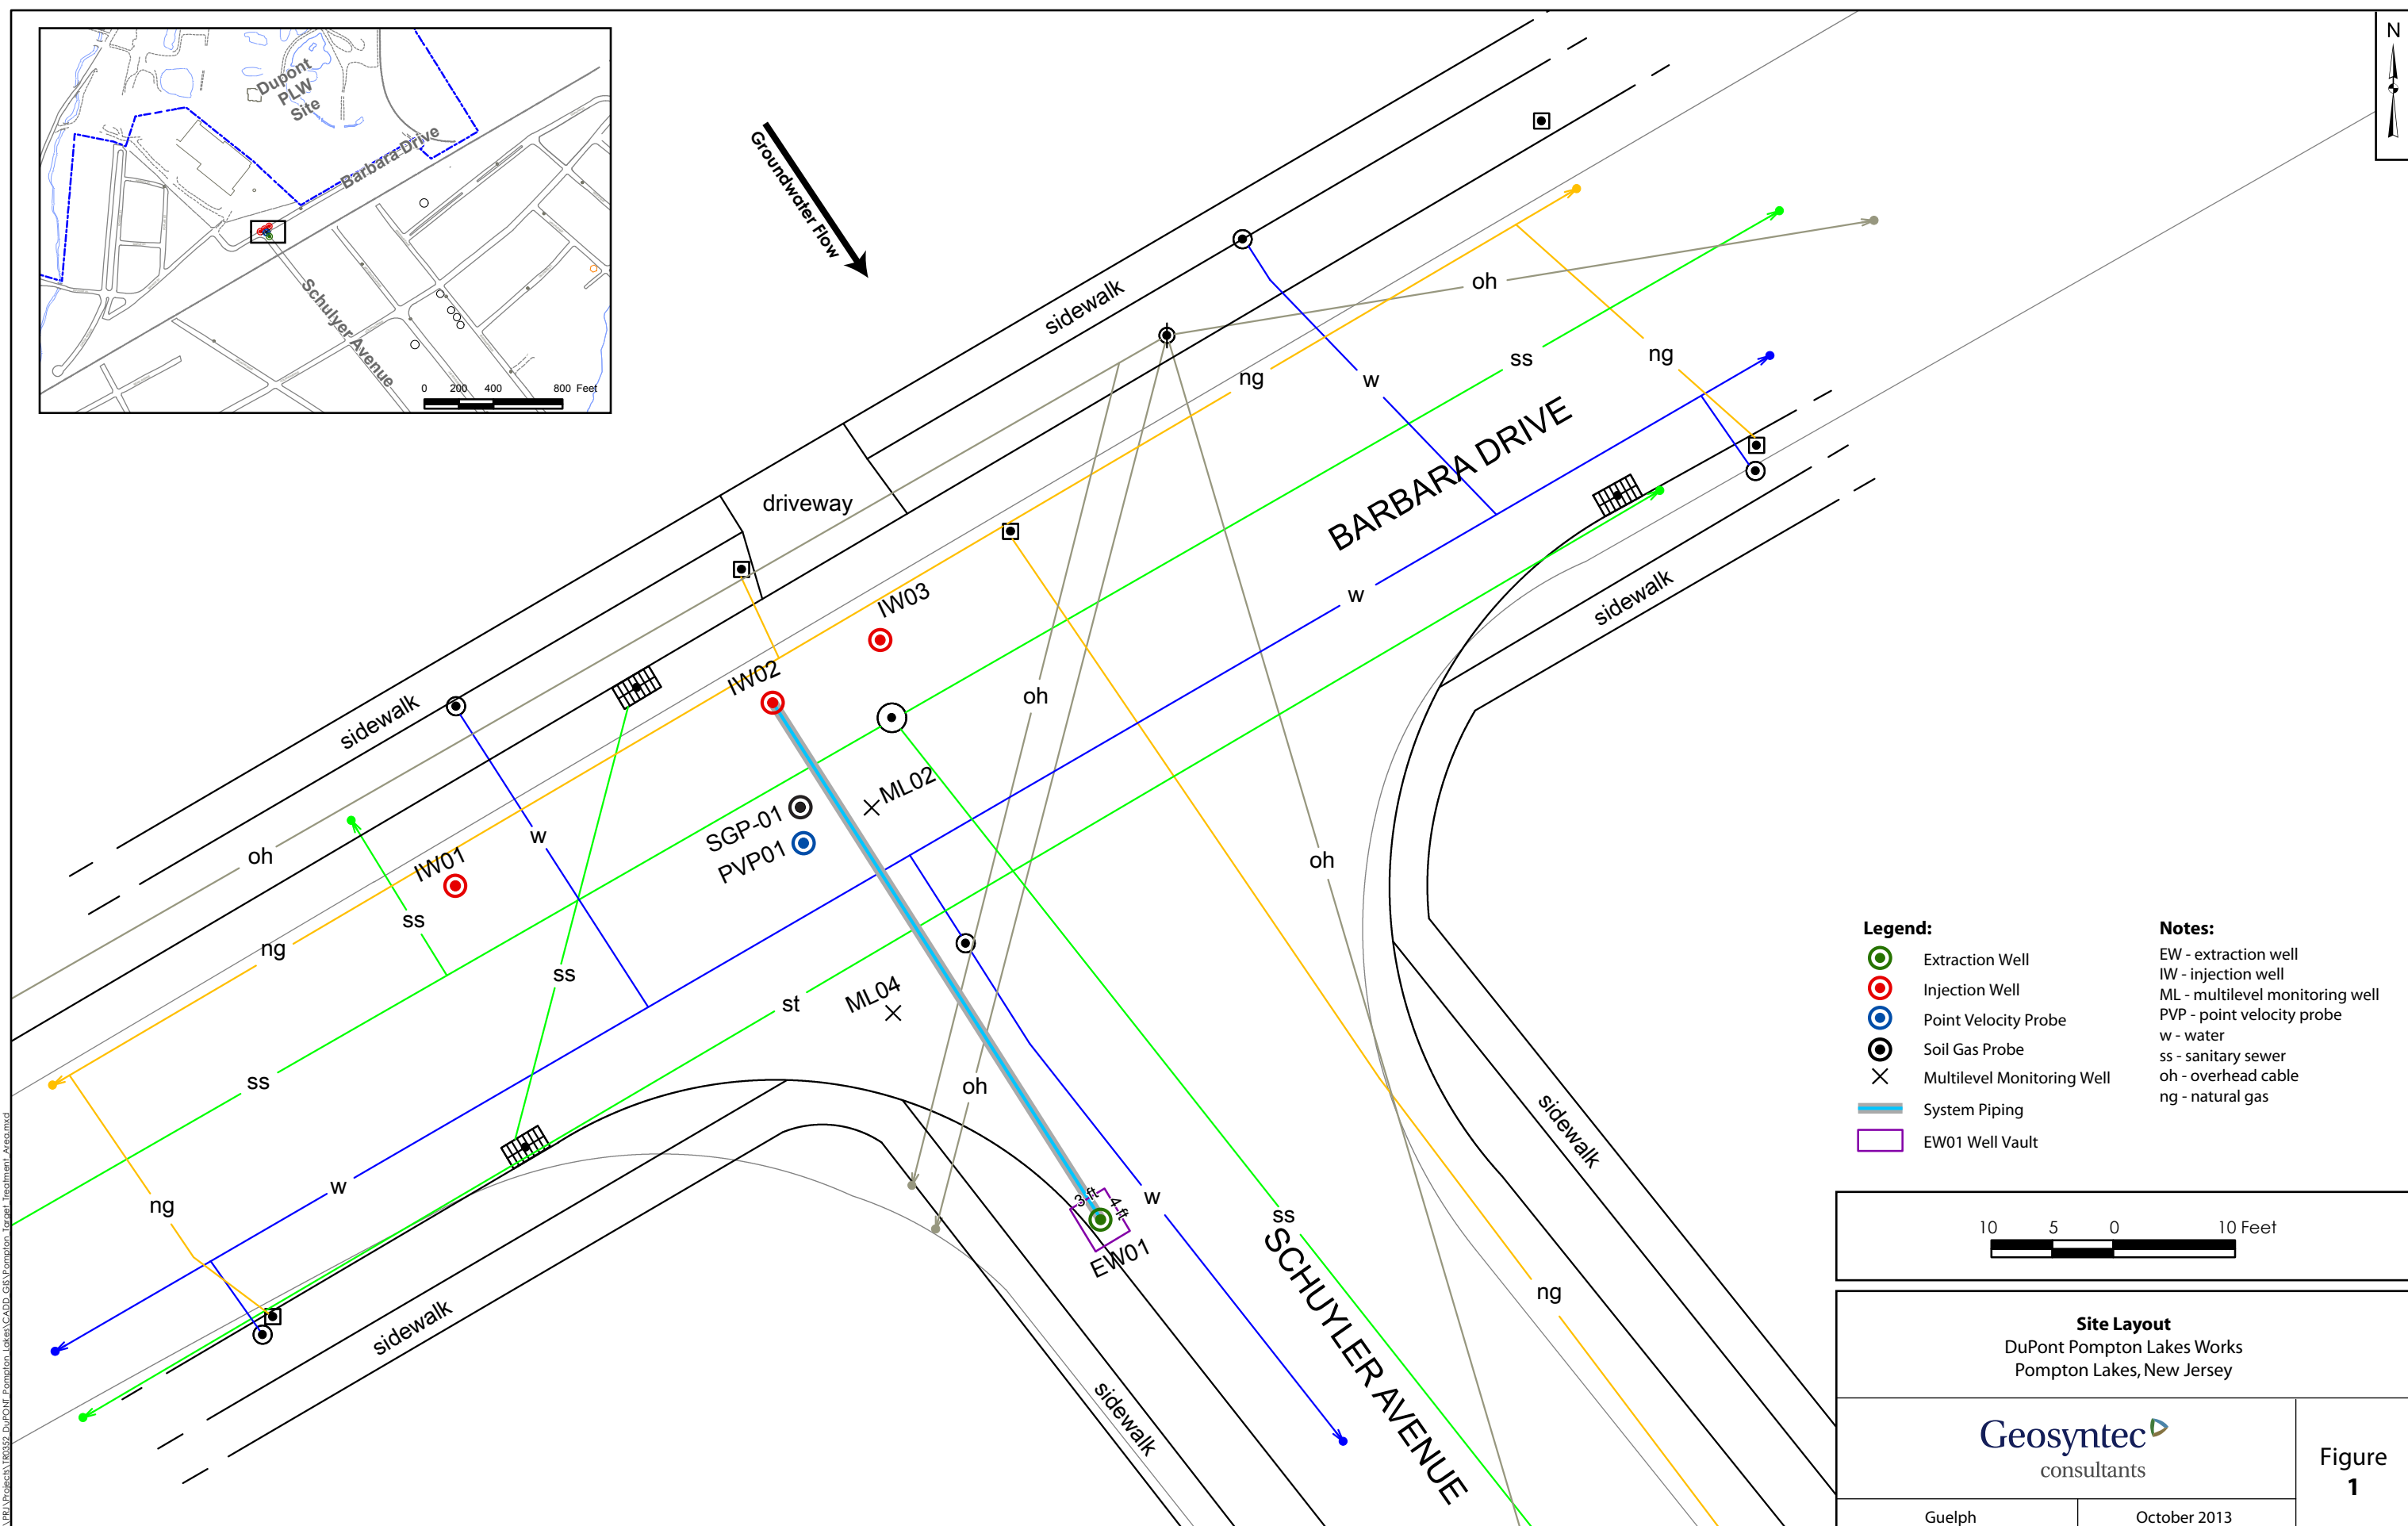 Dupont
PLW
Site
Barbara Drive
Schulyer Avenue
0 200 400 800 Feet
N
Groundwater Flow
sidewalk
oh
ss
ng
w
ng
BARBARA DRIVE
driveway
IW03
w
sidewalk
IW02
oh
sidewalk
ML02
SGP-01
PVP01
w
oh
IW01
oh
ss
ng
ss
ML04
st
ss
oh
sidewalk
w
ng
3-ft
4-ft
w
EW01
ss
SCHUYLER AVENUE
ng
sidewalk
sidewalk
Legend:
Extraction Well
Injection Well
Point Velocity Probe
Soil Gas Probe
Multilevel Monitoring Well
System Piping
EW01 Well Vault
Notes:
EW - extraction well
IW - injection well
ML - multilevel monitoring well
PVP - point velocity probe
w - water
ss - sanitary sewer
oh - overhead cable
ng - natural gas
10 5 0 10 Feet
Site Layout
DuPont Pompton Lakes Works
Pompton Lakes, New Jersey
Geosyntec
consultants
Figure
1
Guelph
October 2013
\PRJ\Projects\TR0352_DuPONT_Pompton_Lakes\CADD_GIS\Pompton_Target_Treatment_Area.mxd